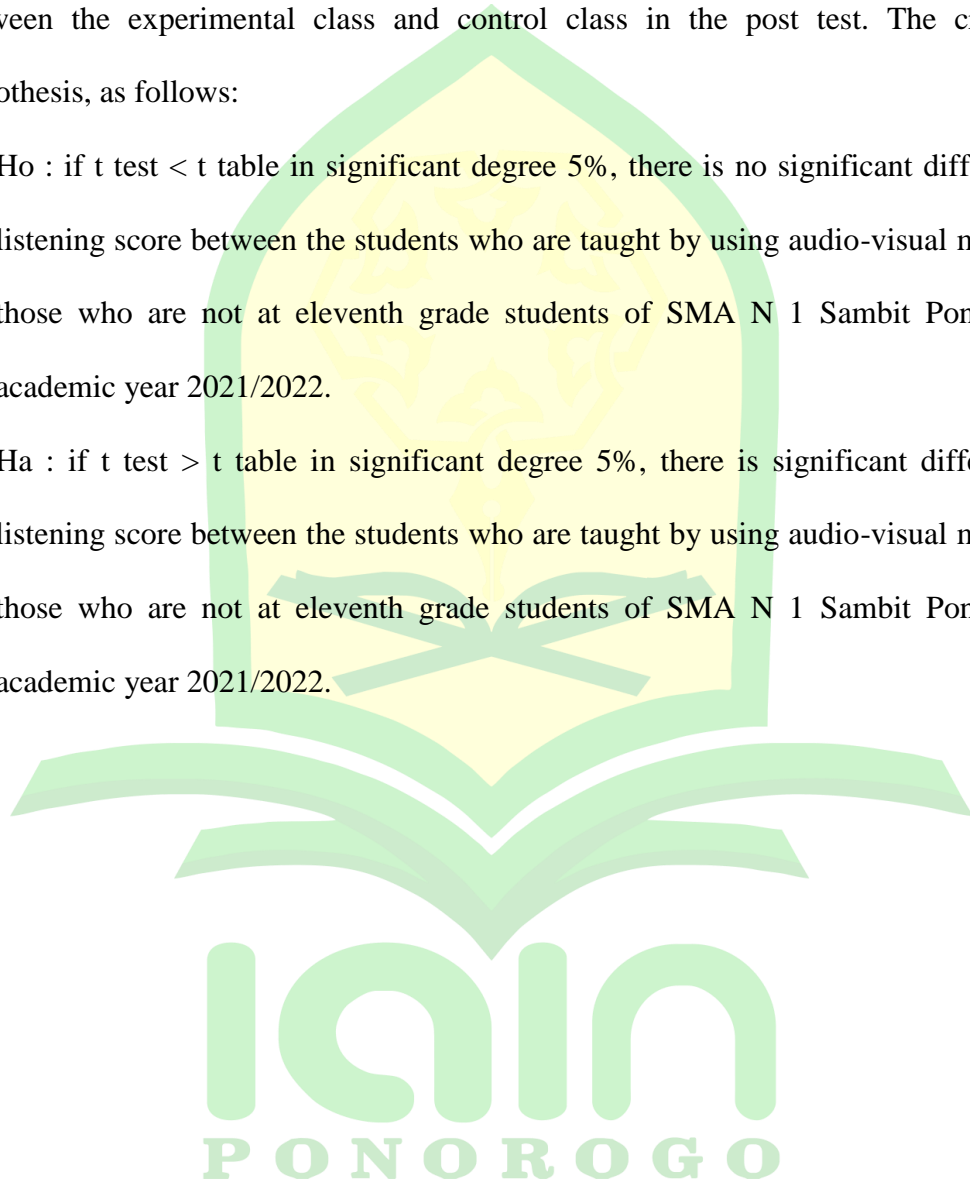 ween the experimental class and control class in the post test. The
othesis, as follows:
Ho : if t test < t table in significant degree 5%, there is no significant
listening score between the students who are taught by using audio-visual
those who are not at eleventh grade students of SMA N 1 Sambit
academic year 2021/2022.
Ha : if t test > t table in significant degree 5%, there is significant
listening score between the students who are taught by using audio-visual
those who are not at eleventh grade students of SMA N 1 Sambit
academic year 2021/2022.
iain
PONOROGO